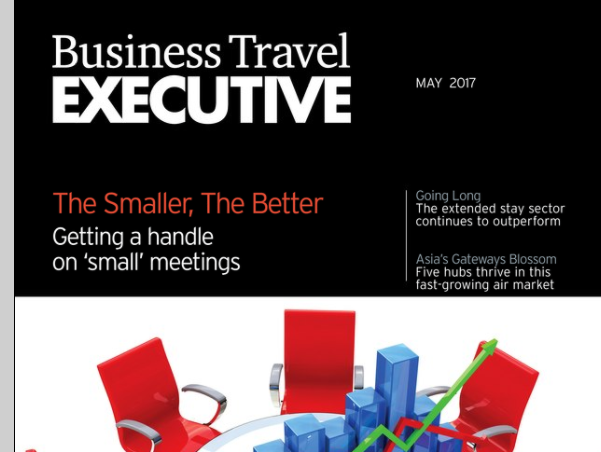 Business Travel
EXECUTIVE
MAY 2017
The Smaller, The Better
Getting a handle
on ‘small’ meetings
Going Long
The extended stay sector
continues to outperform
Asia’s Gateways Blossom
Five hubs thrive in this
fast-growing air market